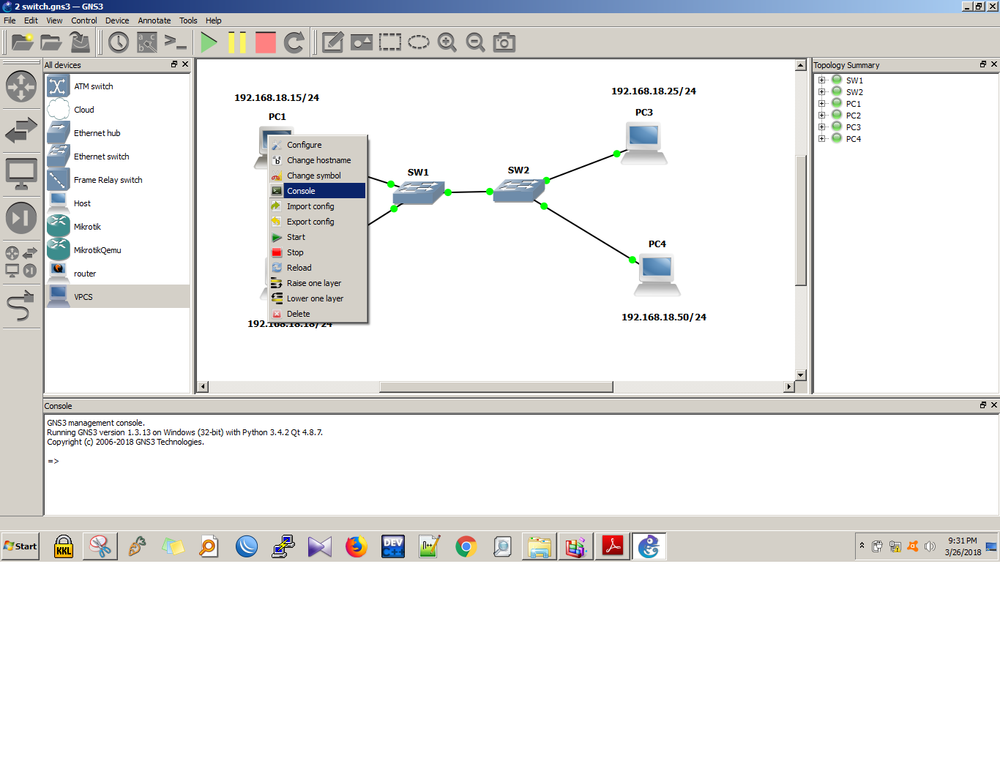 2 switch.gns3 — GNS3
File Edit View Control Device Annotate Tools Help
All devices
ATM switch
Cloud
Ethernet hub
Ethernet switch
Frame Relay switch
Host
Mikrotik
MikrotikQemu
router
VPCS
192.168.18.15/24
PC1
Configure
Change hostname
Change symbol
Console
Import config
Export config
Start
Stop
Reload
Raise one layer
Lower one layer
Delete
192.168.18.18/24
SW1
SW2
192.168.18.25/24
PC3
PC4
192.168.18.50/24
Topology Summary
SW1
SW2
PC1
PC2
PC3
PC4
Console
GNS3 management console.
Running GNS3 version 1.3.13 on Windows (32-bit) with Python 3.4.2 Qt 4.8.7.
Copyright (c) 2006-2018 GNS3 Technologies.
=>
Start
KKL
DEV
C++
9:31 PM
3/26/2018